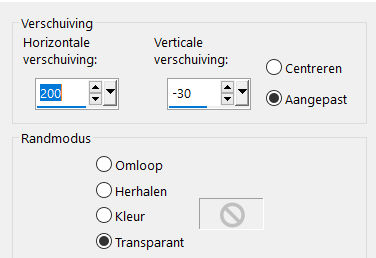 Verschuiving
Horizontale verschuiving:
Verticale verschuiving:
200
-30
Centreren
Aangepast
Randmodus
Omloop
Herhalen
Kleur
Transparant